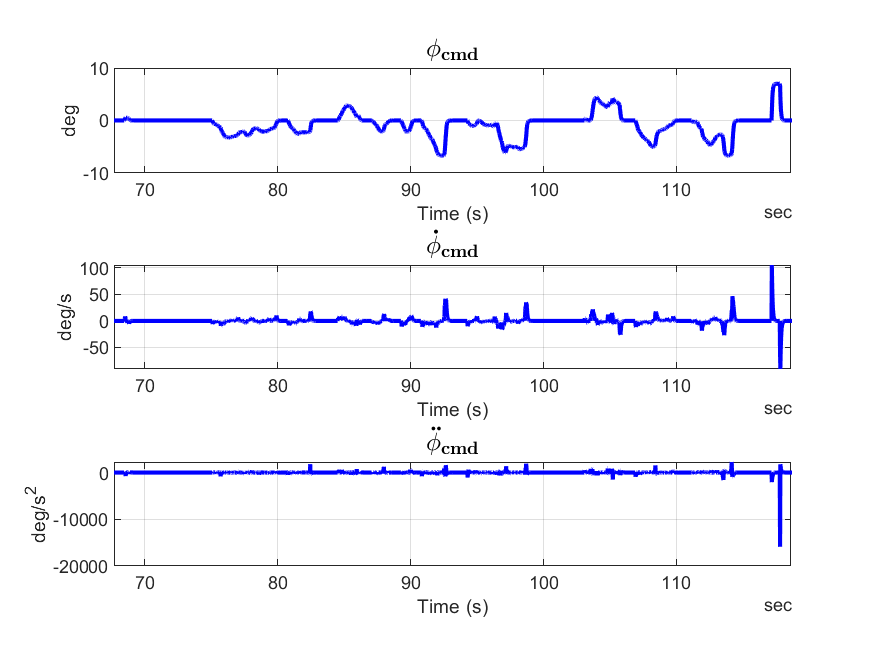 ϕcmd
10
0
-10
deg
70 80 90 100 110
Time (s)
sec
ϕ̇cmd
100
50
0
-50
deg/s
70 80 90 100 110
Time (s)
sec
ϕ̈cmd
0
-10000
-20000
deg/s²
70 80 90 100 110
Time (s)
sec